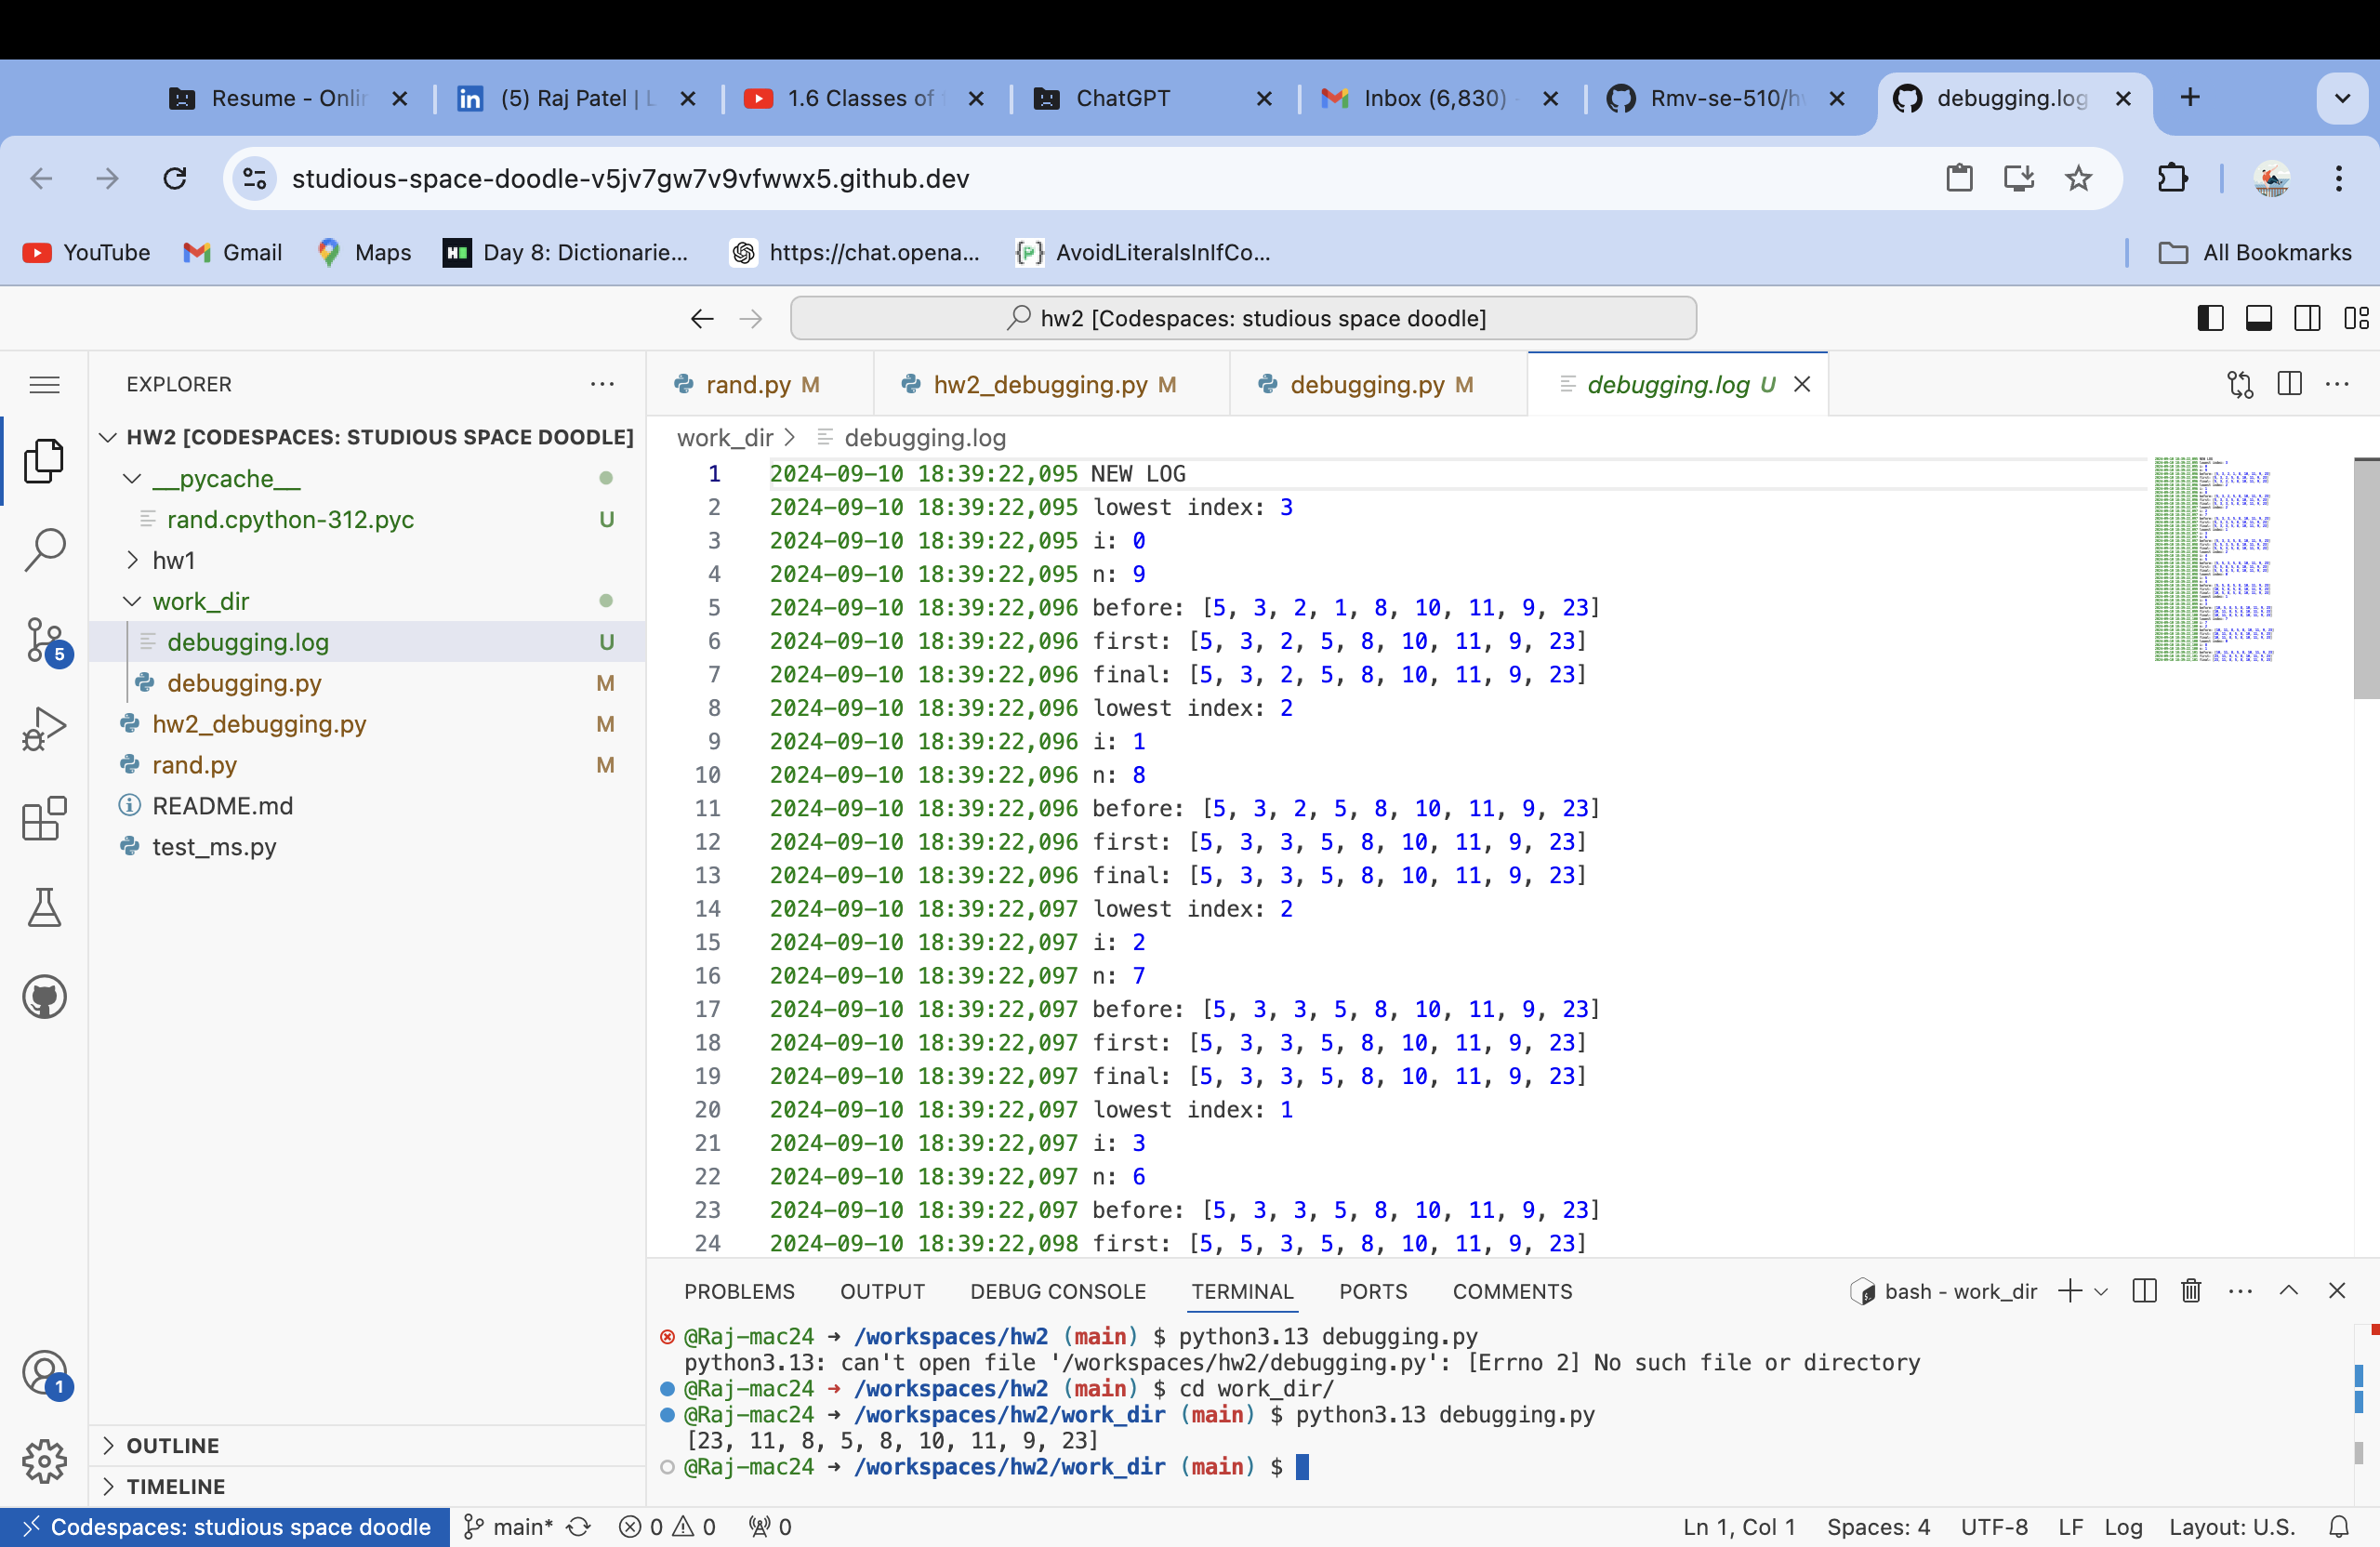 Resume - Onlin
(5) Raj Patel | L
1.6 Classes of
ChatGPT
Inbox (6,830)
Rmv-se-510/hw
debugging.log
studious-space-doodle-v5jv7gw7v9vfwwx5.github.dev
YouTube
Gmail
Maps
Day 8: Dictionarie...
https://chat.opena...
AvoidLiteralsInIfCo...
All Bookmarks
hw2 [Codespaces: studious space doodle]
EXPLORER
HW2 [CODESPACES: STUDIOUS SPACE DOODLE]
__pycache__
rand.cpython-312.pyc U
hw1
work_dir
debugging.log U
debugging.py M
hw2_debugging.py M
rand.py M
README.md
test_ms.py
5
1
OUTLINE
TIMELINE
rand.py M
hw2_debugging.py M
debugging.py M
debugging.log U
work_dir > debugging.log
1 2024-09-10 18:39:22,095 NEW LOG
2 2024-09-10 18:39:22,095 lowest index: 3
3 2024-09-10 18:39:22,095 i: 0
4 2024-09-10 18:39:22,095 n: 9
5 2024-09-10 18:39:22,096 before: [5, 3, 2, 1, 8, 10, 11, 9, 23]
6 2024-09-10 18:39:22,096 first: [5, 3, 2, 5, 8, 10, 11, 9, 23]
7 2024-09-10 18:39:22,096 final: [5, 3, 2, 5, 8, 10, 11, 9, 23]
8 2024-09-10 18:39:22,096 lowest index: 2
9 2024-09-10 18:39:22,096 i: 1
10 2024-09-10 18:39:22,096 n: 8
11 2024-09-10 18:39:22,096 before: [5, 3, 2, 5, 8, 10, 11, 9, 23]
12 2024-09-10 18:39:22,096 first: [5, 3, 3, 5, 8, 10, 11, 9, 23]
13 2024-09-10 18:39:22,096 final: [5, 3, 3, 5, 8, 10, 11, 9, 23]
14 2024-09-10 18:39:22,097 lowest index: 2
15 2024-09-10 18:39:22,097 i: 2
16 2024-09-10 18:39:22,097 n: 7
17 2024-09-10 18:39:22,097 before: [5, 3, 3, 5, 8, 10, 11, 9, 23]
18 2024-09-10 18:39:22,097 first: [5, 3, 3, 5, 8, 10, 11, 9, 23]
19 2024-09-10 18:39:22,097 final: [5, 3, 3, 5, 8, 10, 11, 9, 23]
20 2024-09-10 18:39:22,097 lowest index: 1
21 2024-09-10 18:39:22,097 i: 3
22 2024-09-10 18:39:22,097 n: 6
23 2024-09-10 18:39:22,097 before: [5, 3, 3, 5, 8, 10, 11, 9, 23]
24 2024-09-10 18:39:22,098 first: [5, 5, 3, 5, 8, 10, 11, 9, 23]
PROBLEMS OUTPUT DEBUG CONSOLE TERMINAL PORTS COMMENTS
bash - work_dir
@Raj-mac24 → /workspaces/hw2 (main) $ python3.13 debugging.py
python3.13: can't open file '/workspaces/hw2/debugging.py': [Errno 2] No such file or directory
@Raj-mac24 → /workspaces/hw2 (main) $ cd work_dir/
@Raj-mac24 → /workspaces/hw2/work_dir (main) $ python3.13 debugging.py
[23, 11, 8, 5, 8, 10, 11, 9, 23]
@Raj-mac24 → /workspaces/hw2/work_dir (main) $
Codespaces: studious space doodle main* 0 0 0 Ln 1, Col 1 Spaces: 4 UTF-8 LF Log Layout: U.S.